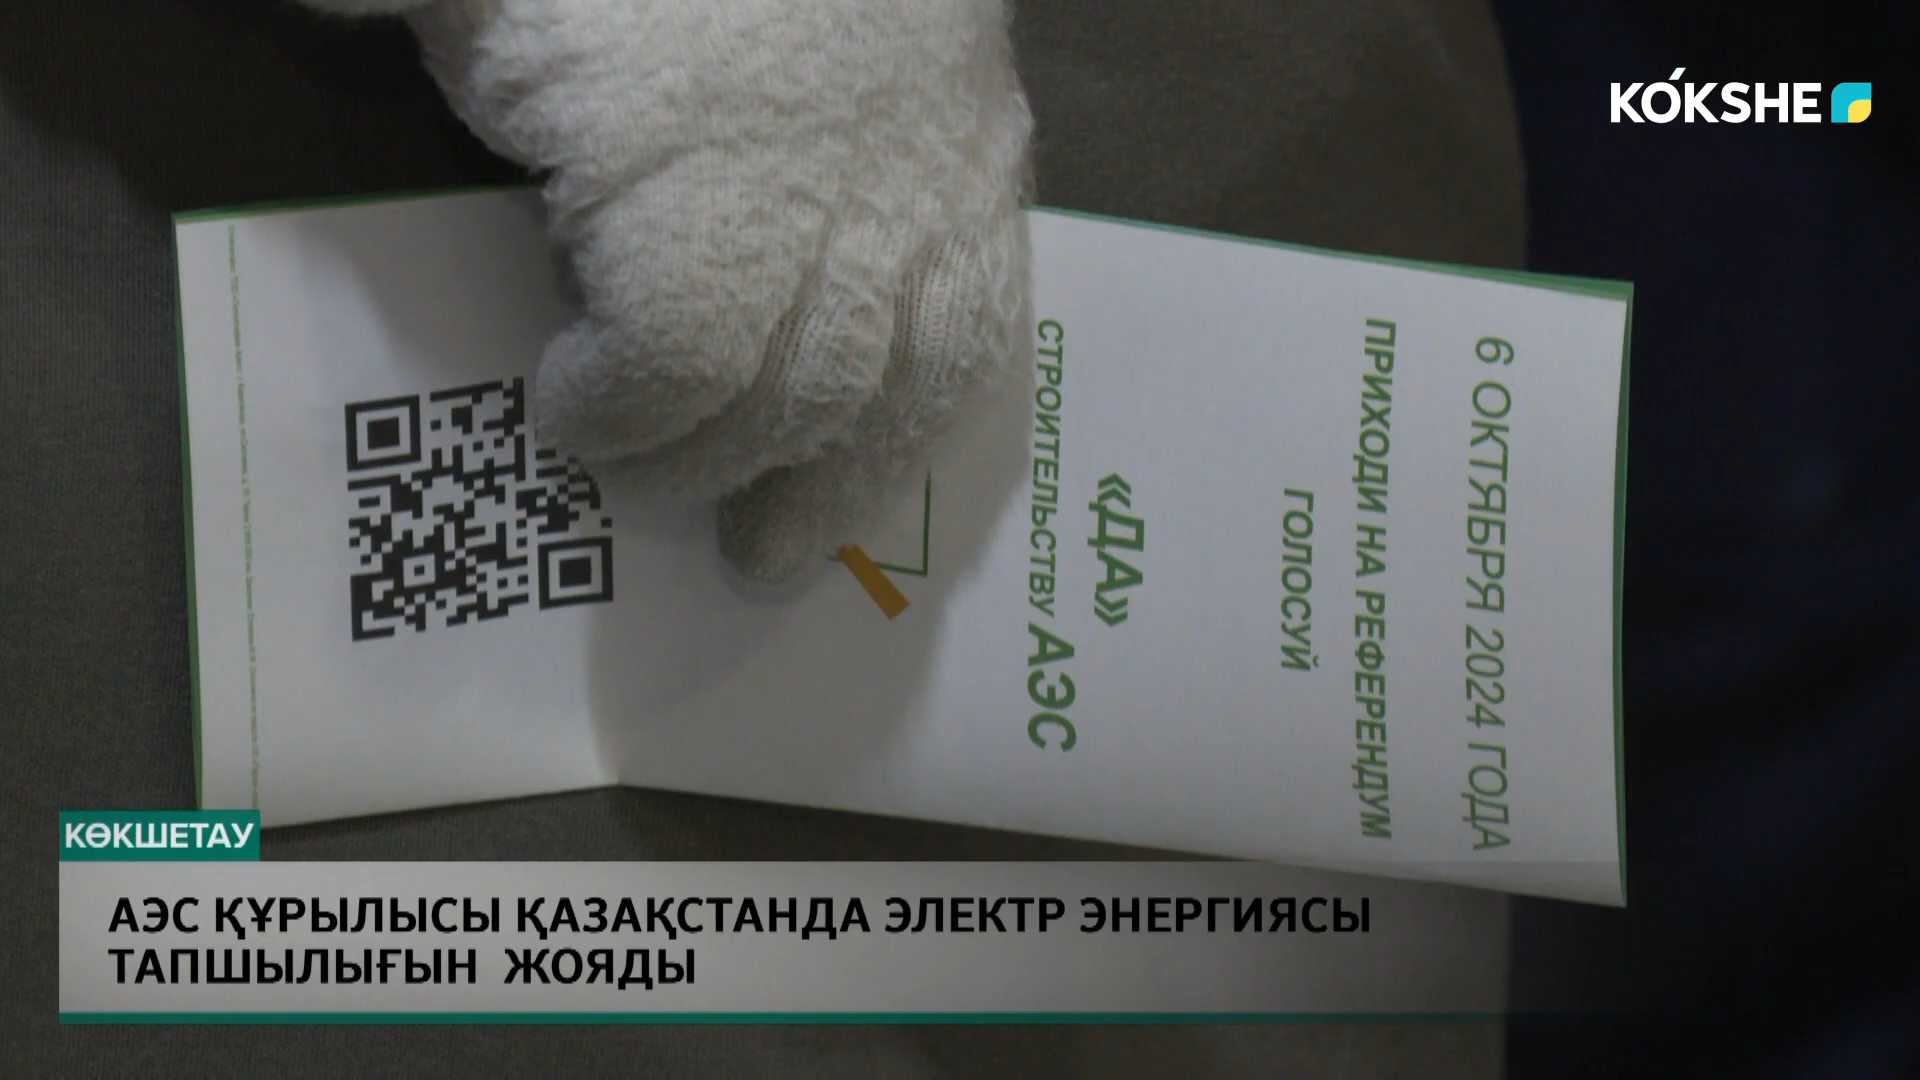 KÓKSHE
6 ОКТЯБРЯ 2024 ГОДА
ПРИХОДИ НА РЕФЕРЕНДУМ
ГОЛОСУЙ
«ДА»
СТРОИТЕЛЬСТВУ АЭС
КӨКШЕТАУ
АЭС ҚҰРЫЛЫСЫ ҚАЗАҚСТАНДА ЭЛЕКТР ЭНЕРГИЯСЫ
ТАПШЫЛЫҒЫН ЖОЯДЫ